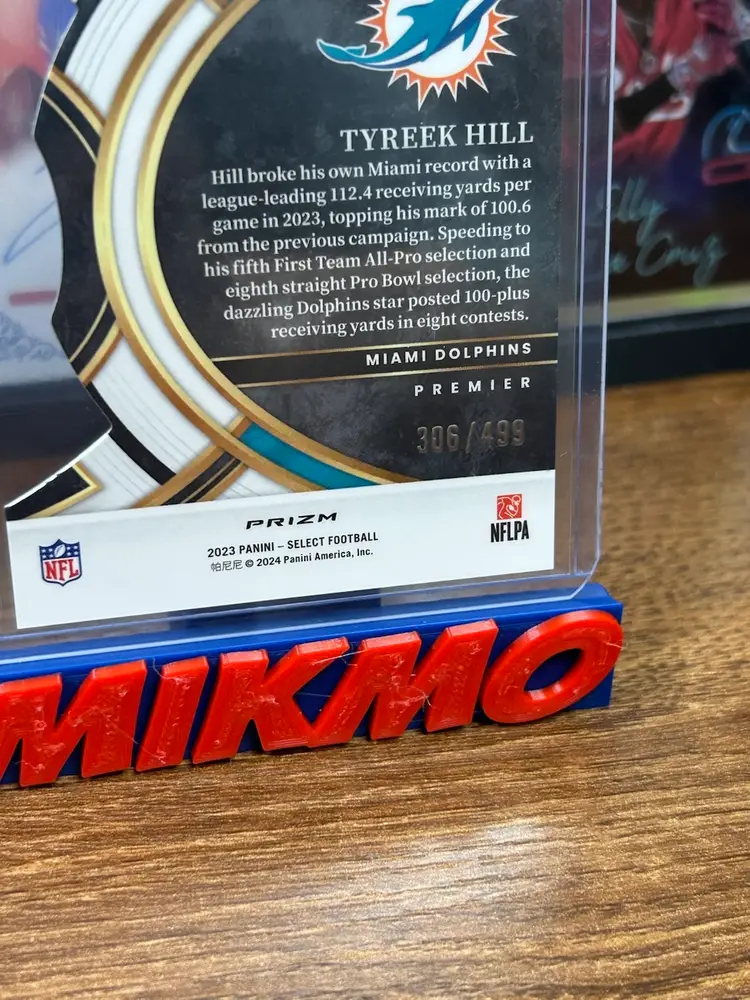 TYREEK HILL
Hill broke his own Miami record with a
league-leading 112.4 receiving yards per
game in 2023, topping his mark of 100.6
from the previous campaign. Speeding to
his fifth First Team All-Pro selection and
eighth straight Pro Bowl selection, the
dazzling Dolphins star posted 100-plus
receiving yards in eight contests.
MIAMI DOLPHINS
PREMIER
306/499
PRIZM
2023 PANINI – SELECT FOOTBALL
帕尼尼 © 2024 Panini America, Inc.
NFL
NFLPA
MIKMO